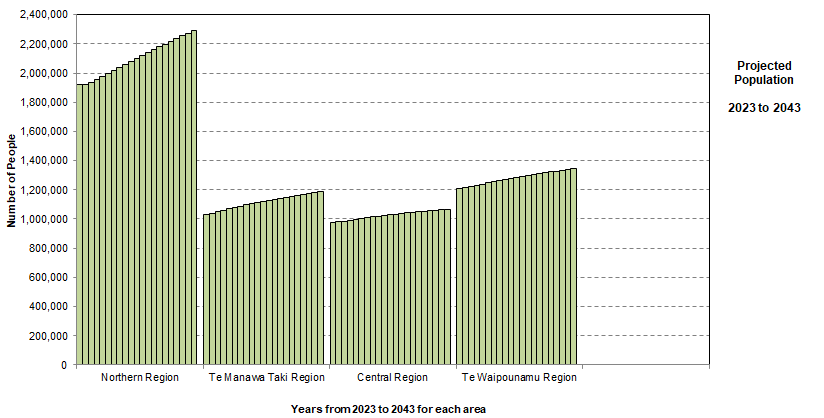 2,400,000
2,200,000
2,000,000
1,800,000
1,600,000
1,400,000
1,200,000
1,000,000
800,000
600,000
400,000
200,000
0
Number of People
Northern Region
Te Manawa Taki Region
Central Region
Te Waipounamu Region
Years from 2023 to 2043 for each area
Projected
Population
2023 to 2043